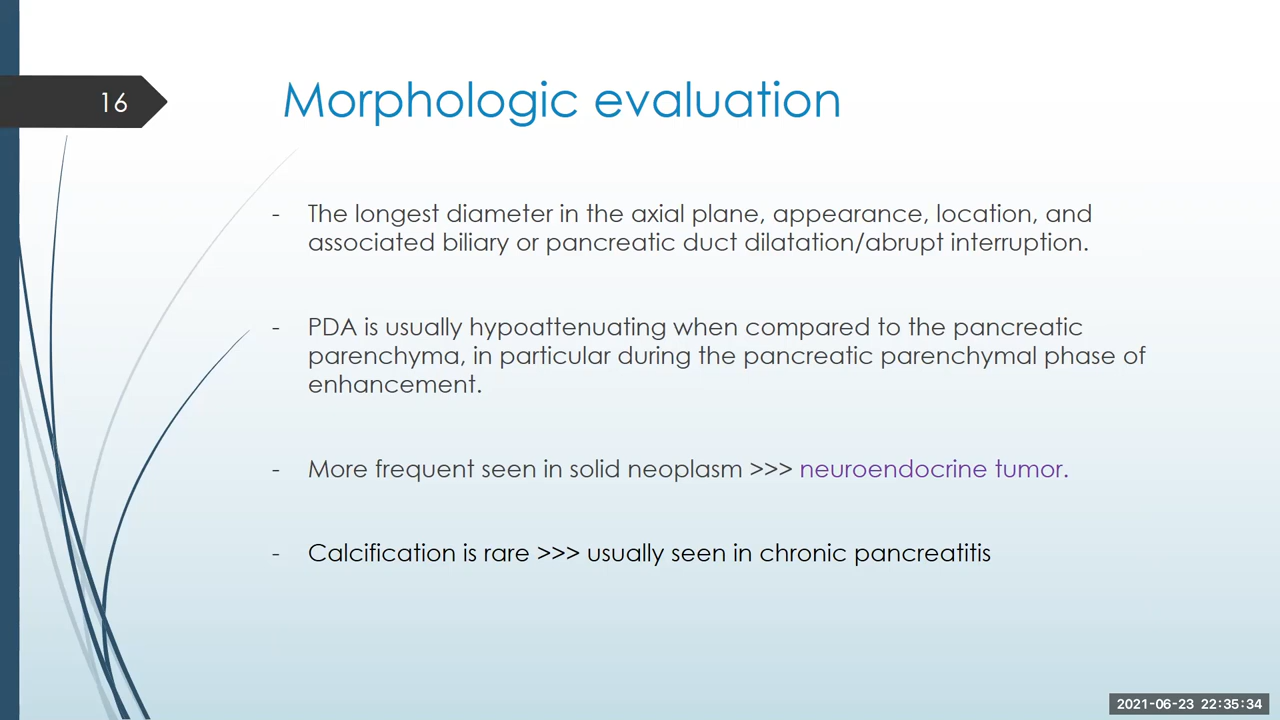 16
Morphologic evaluation
- The longest diameter in the axial plane, appearance, location, and
associated biliary or pancreatic duct dilatation/abrupt interruption.
- PDA is usually hypoattenuating when compared to the pancreatic
parenchyma, in particular during the pancreatic parenchymal phase of
enhancement.
- More frequent seen in solid neoplasm >>> neuroendocrine tumor.
- Calcification is rare >>> usually seen in chronic pancreatitis
2021-06-23 22:35:34